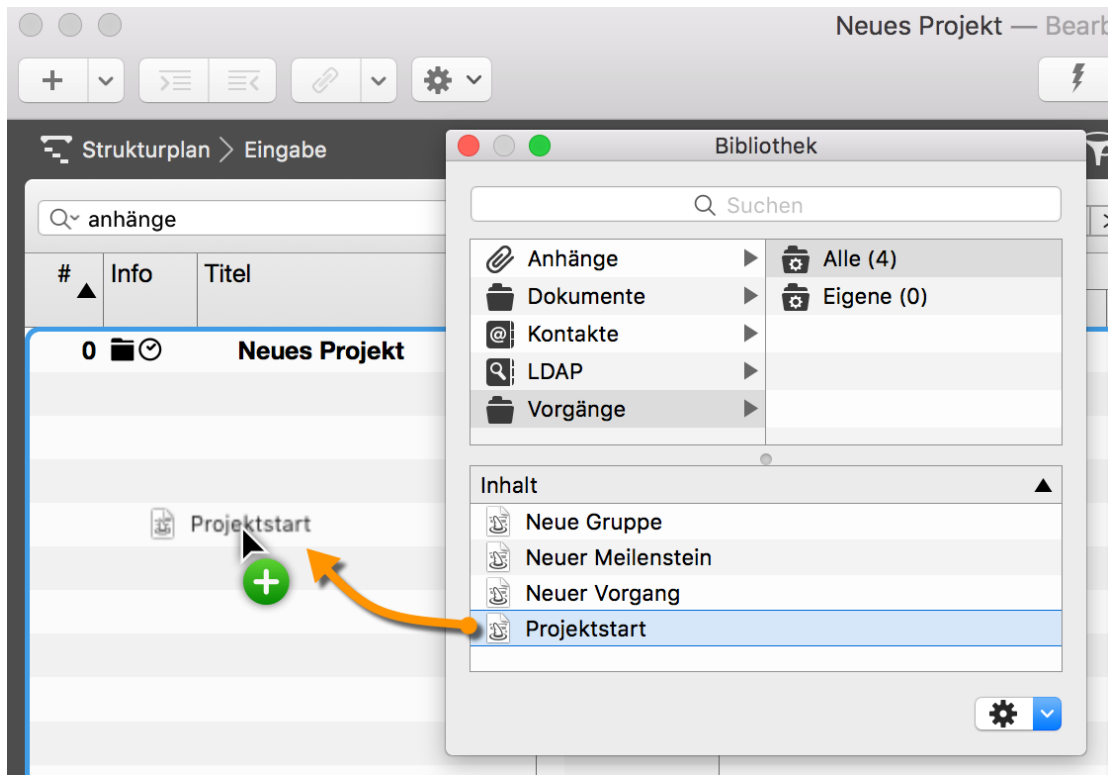 Neues Projekt — Bearb
Strukturplan > Eingabe
Bibliothek
anhänge
Suchen
# Info Titel
Anhänge
Dokumente
Kontakte
LDAP
Vorgänge
Alle (4)
Eigene (0)
0 Neues Projekt
Projektstart
Inhalt
Neue Gruppe
Neuer Meilenstein
Neuer Vorgang
Projektstart